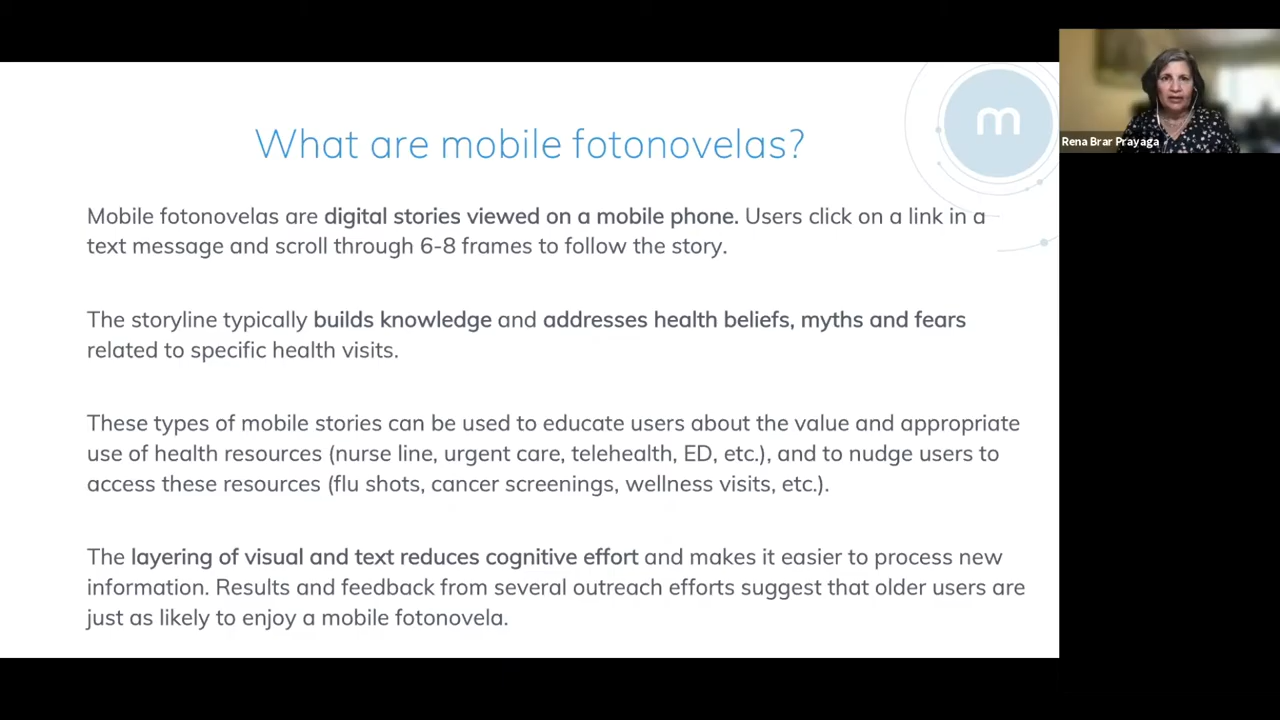 What are mobile fotonovelas?
m
Rena Brar Prayaga
Mobile fotonovelas are digital stories viewed on a mobile phone. Users click on a link in a
text message and scroll through 6-8 frames to follow the story.
The storyline typically builds knowledge and addresses health beliefs, myths and fears
related to specific health visits.
These types of mobile stories can be used to educate users about the value and appropriate
use of health resources (nurse line, urgent care, telehealth, ED, etc.), and to nudge users to
access these resources (flu shots, cancer screenings, wellness visits, etc.).
The layering of visual and text reduces cognitive effort and makes it easier to process new
information. Results and feedback from several outreach efforts suggest that older users are
just as likely to enjoy a mobile fotonovela.